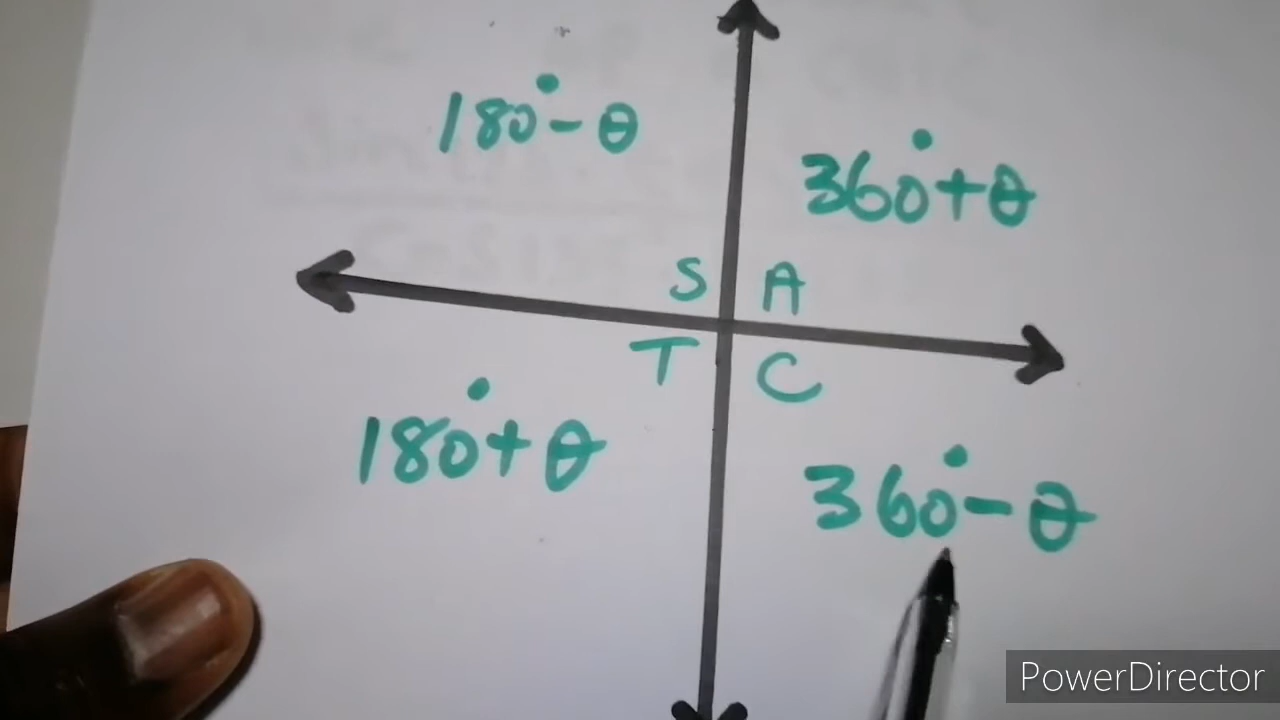 180°- θ
360°+ θ
S A
T C
180°+ θ
360°- θ
PowerDirector